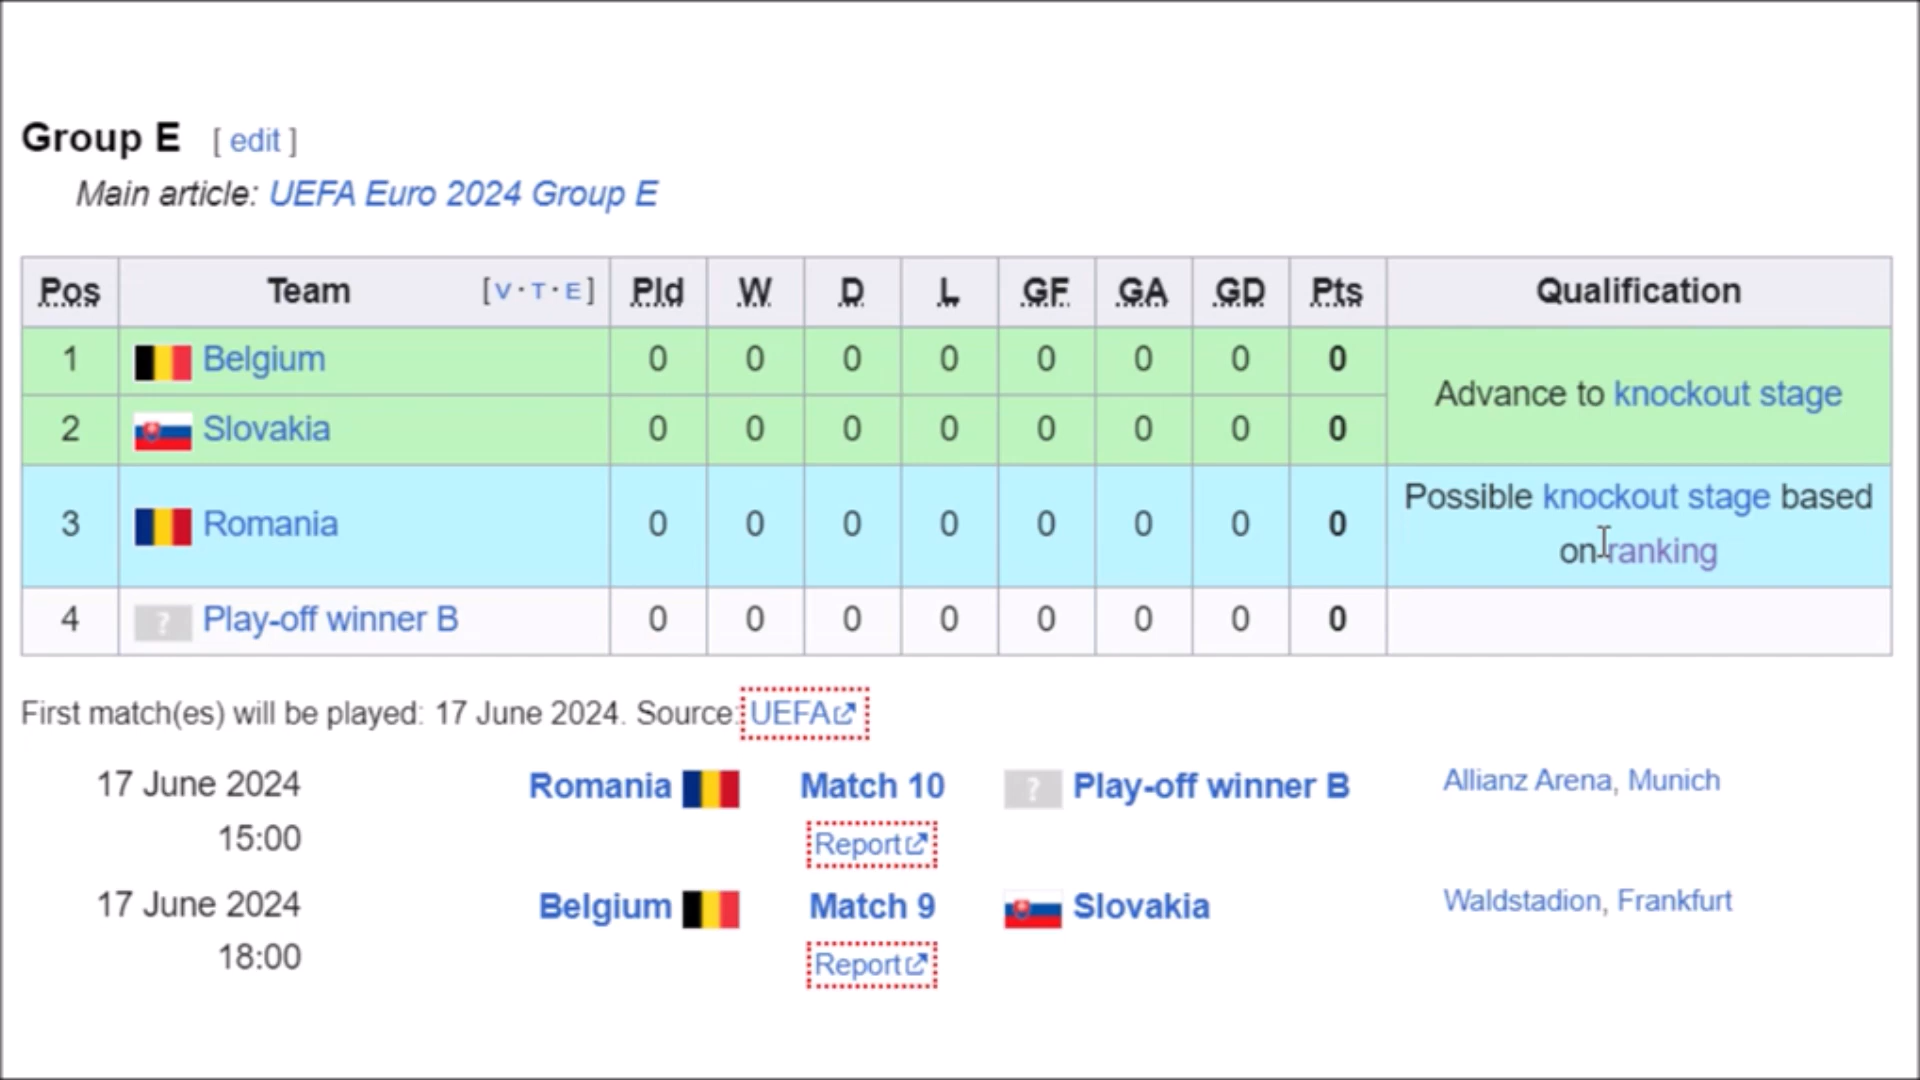 Group E [ edit ]
Main article: UEFA Euro 2024 Group E
Pos Team [V · T · E] Pld W D L GF GA GD Pts Qualification
1 Belgium 0 0 0 0 0 0 0 0 Advance to knockout stage
2 Slovakia 0 0 0 0 0 0 0 0
3 Romania 0 0 0 0 0 0 0 0 Possible knockout stage based
on ranking
4 ? Play-off winner B 0 0 0 0 0 0 0 0
First match(es) will be played: 17 June 2024. Source: UEFA
17 June 2024 Romania Match 10 ? Play-off winner B Allianz Arena, Munich
15:00 Report
17 June 2024 Belgium Match 9 Slovakia Waldstadion, Frankfurt
18:00 Report